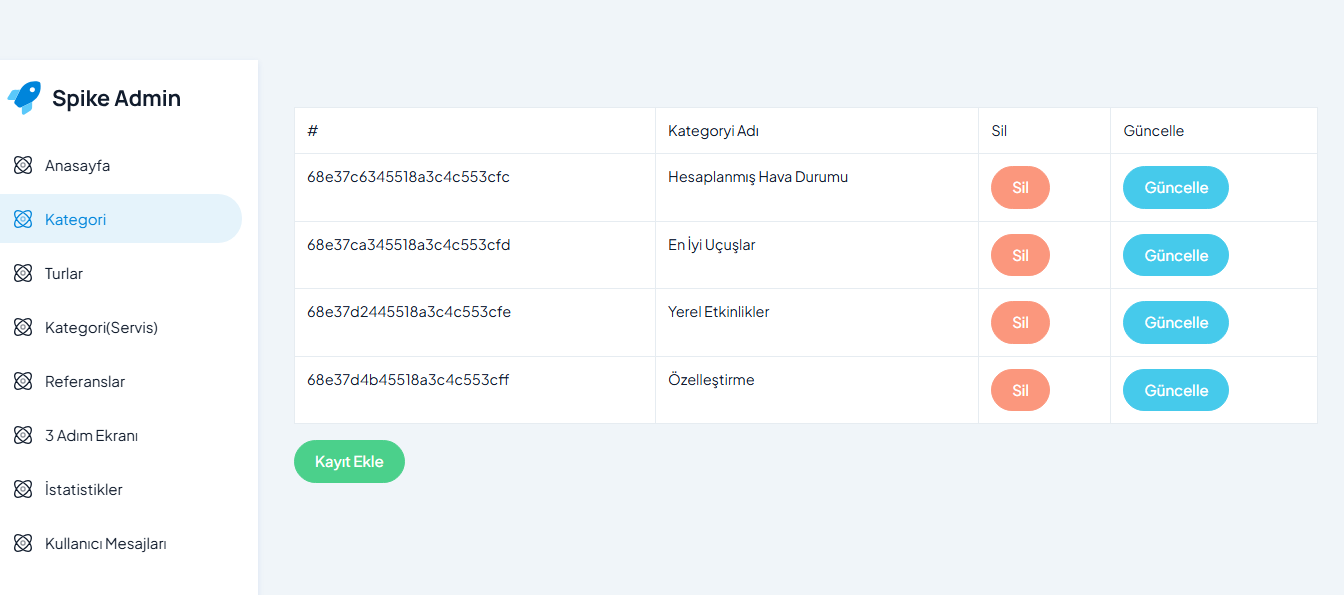 Spike Admin
Anasayfa
Kategori
Turlar
Kategori(Servis)
Referanslar
3 Adım Ekranı
İstatistikler
Kullanıcı Mesajları
# Kategoryi Adı Sil Güncelle
68e37c6345518a3c4c553cfc Hesaplanmış Hava Durumu Sil Güncelle
68e37ca345518a3c4c553cfd En İyi Uçuşlar Sil Güncelle
68e37d2445518a3c4c553cfe Yerel Etkinlikler Sil Güncelle
68e37d4b45518a3c4c553cff Özelleştirme Sil Güncelle
Kayıt Ekle